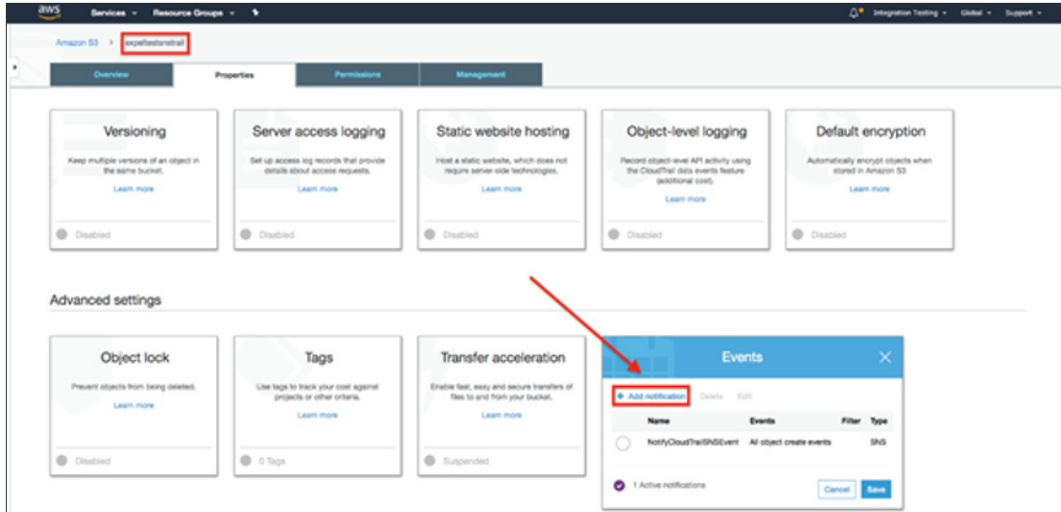 aws Services Resource Groups Integration Testing Global Support
Amazon S3 > expeltestanstrail
Overview Properties Permissions Management
Versioning
Keep multiple versions of an object in
the same bucket.
Learn more
Disabled
Server access logging
Set up access log records that provide
details about access requests.
Learn more
Disabled
Static website hosting
Host a static website, which does not
require server-side technologies.
Learn more
Disabled
Object-level logging
Record object-level API activity using
the CloudTrail data events feature
(additional cost).
Learn more
Disabled
Default encryption
Automatically encrypt objects when
stored in Amazon S3
Learn more
Disabled
Advanced settings
Object lock
Prevent objects from being deleted.
Learn more
Disabled
Tags
Use tags to track your cost against
projects or other criteria.
Learn more
0 Tags
Transfer acceleration
Enable fast, easy and secure transfers of
files to and from your bucket.
Learn more
Suspended
Events
+ Add notification Delete Edit
Name Events Filter Type
NotifyCloudTrailSNSEvent All object create events SNS
1 Active notifications
Cancel Save